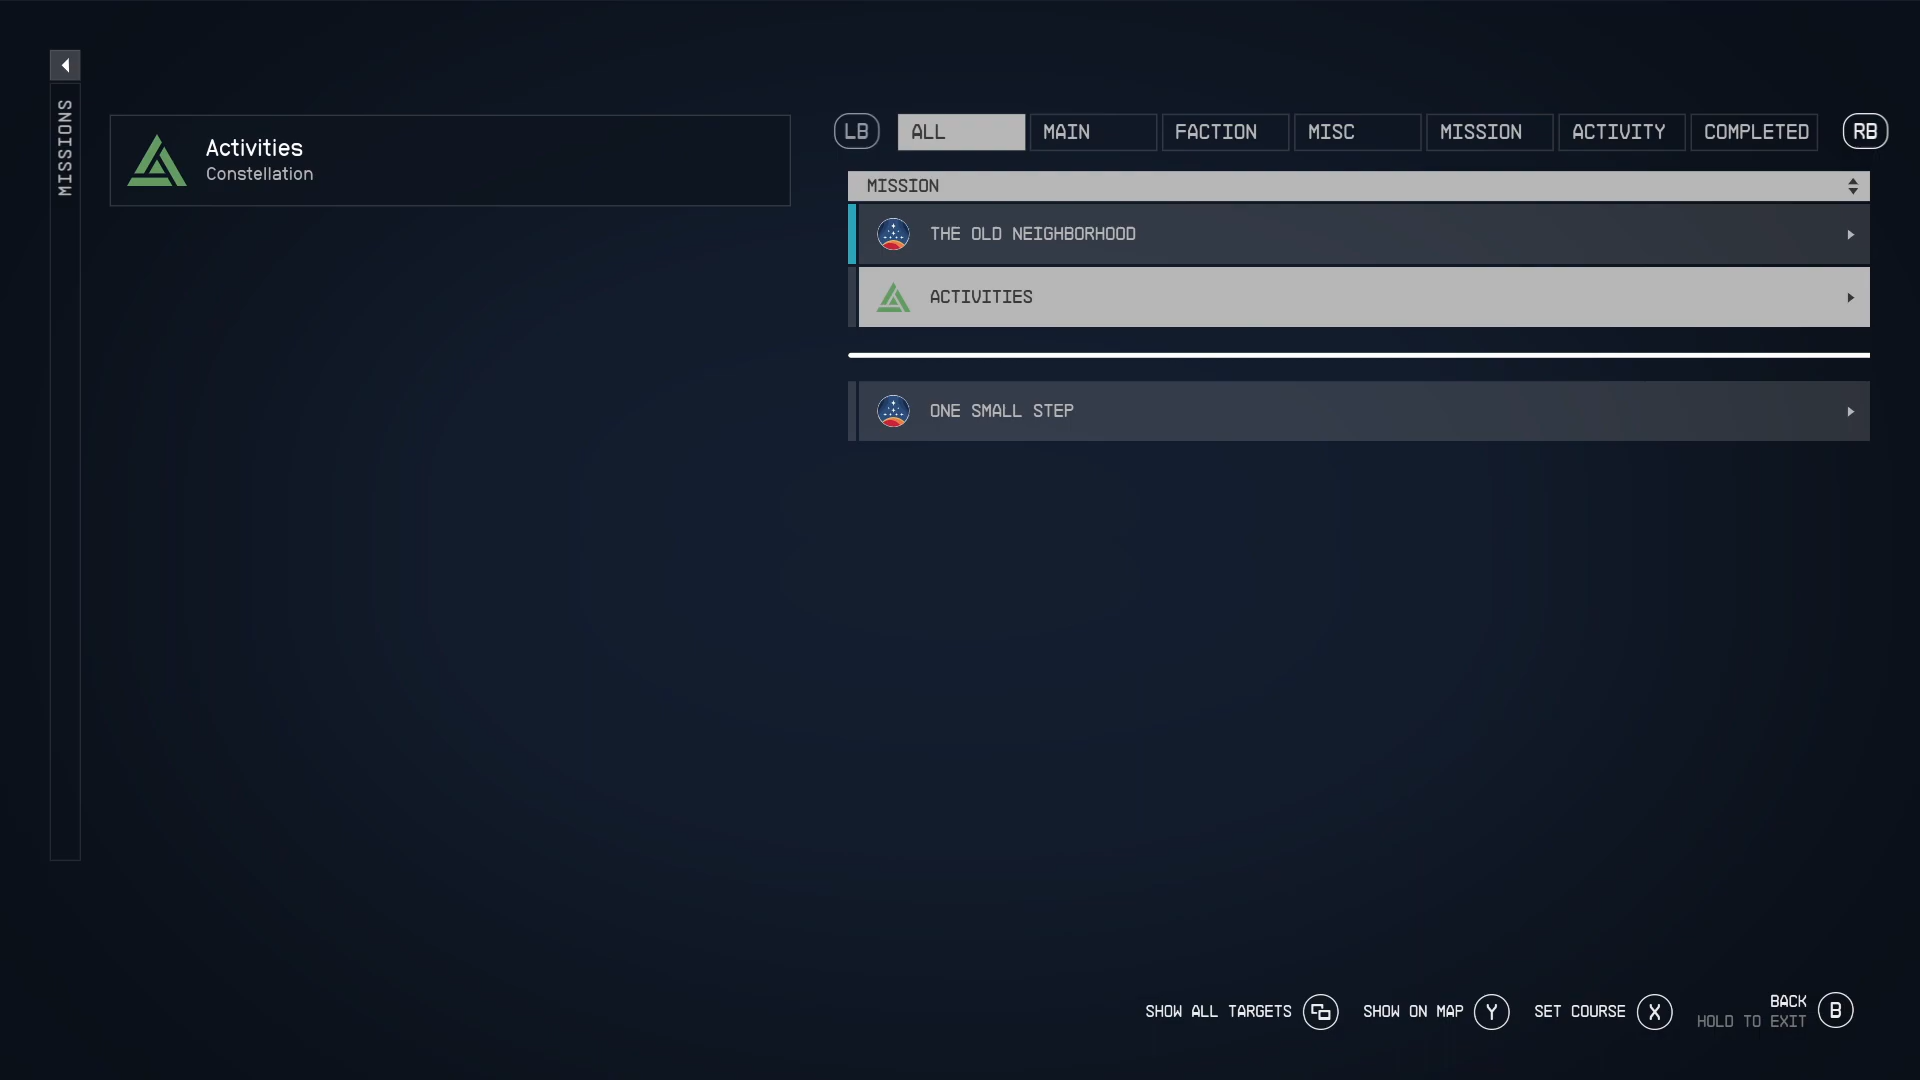 MISSIONS
Activities
Constellation
LB
ALL
MAIN
FACTION
MISC
MISSION
ACTIVITY
COMPLETED
RB
MISSION
THE OLD NEIGHBORHOOD
ACTIVITIES
ONE SMALL STEP
SHOW ALL TARGETS
SHOW ON MAP
Y
SET COURSE
X
BACK
HOLD TO EXIT
B